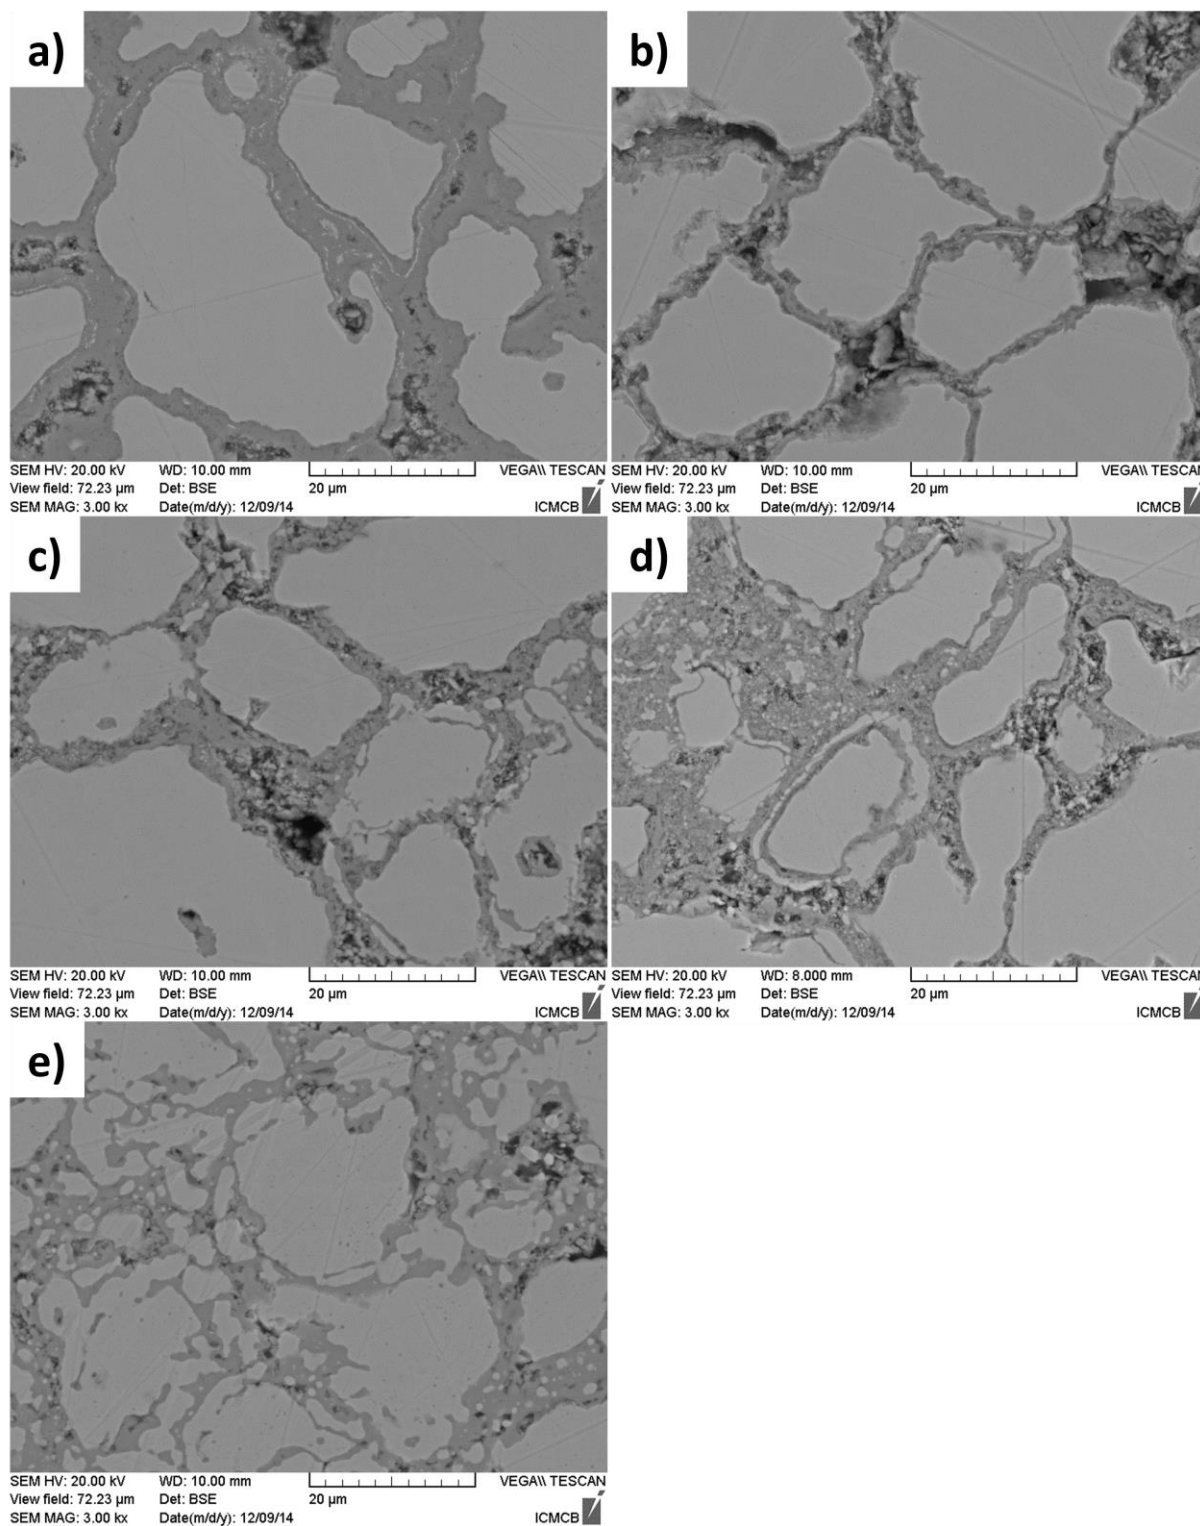 a)
SEM HV: 20.00 kV WD: 10.00 mm VEGA\\ TESCAN
View field: 72.23 µm Det: BSE 20 µm
SEM MAG: 3.00 kx Date(m/d/y): 12/09/14 ICMCB
b)
SEM HV: 20.00 kV WD: 10.00 mm VEGA\\ TESCAN
View field: 72.23 µm Det: BSE 20 µm
SEM MAG: 3.00 kx Date(m/d/y): 12/09/14 ICMCB
c)
SEM HV: 20.00 kV WD: 10.00 mm VEGA\\ TESCAN
View field: 72.23 µm Det: BSE 20 µm
SEM MAG: 3.00 kx Date(m/d/y): 12/09/14 ICMCB
d)
SEM HV: 20.00 kV WD: 8.000 mm VEGA\\ TESCAN
View field: 72.23 µm Det: BSE 20 µm
SEM MAG: 3.00 kx Date(m/d/y): 12/09/14 ICMCB
e)
SEM HV: 20.00 kV WD: 10.00 mm VEGA\\ TESCAN
View field: 72.23 µm Det: BSE 20 µm
SEM MAG: 3.00 kx Date(m/d/y): 12/09/14 ICMCB